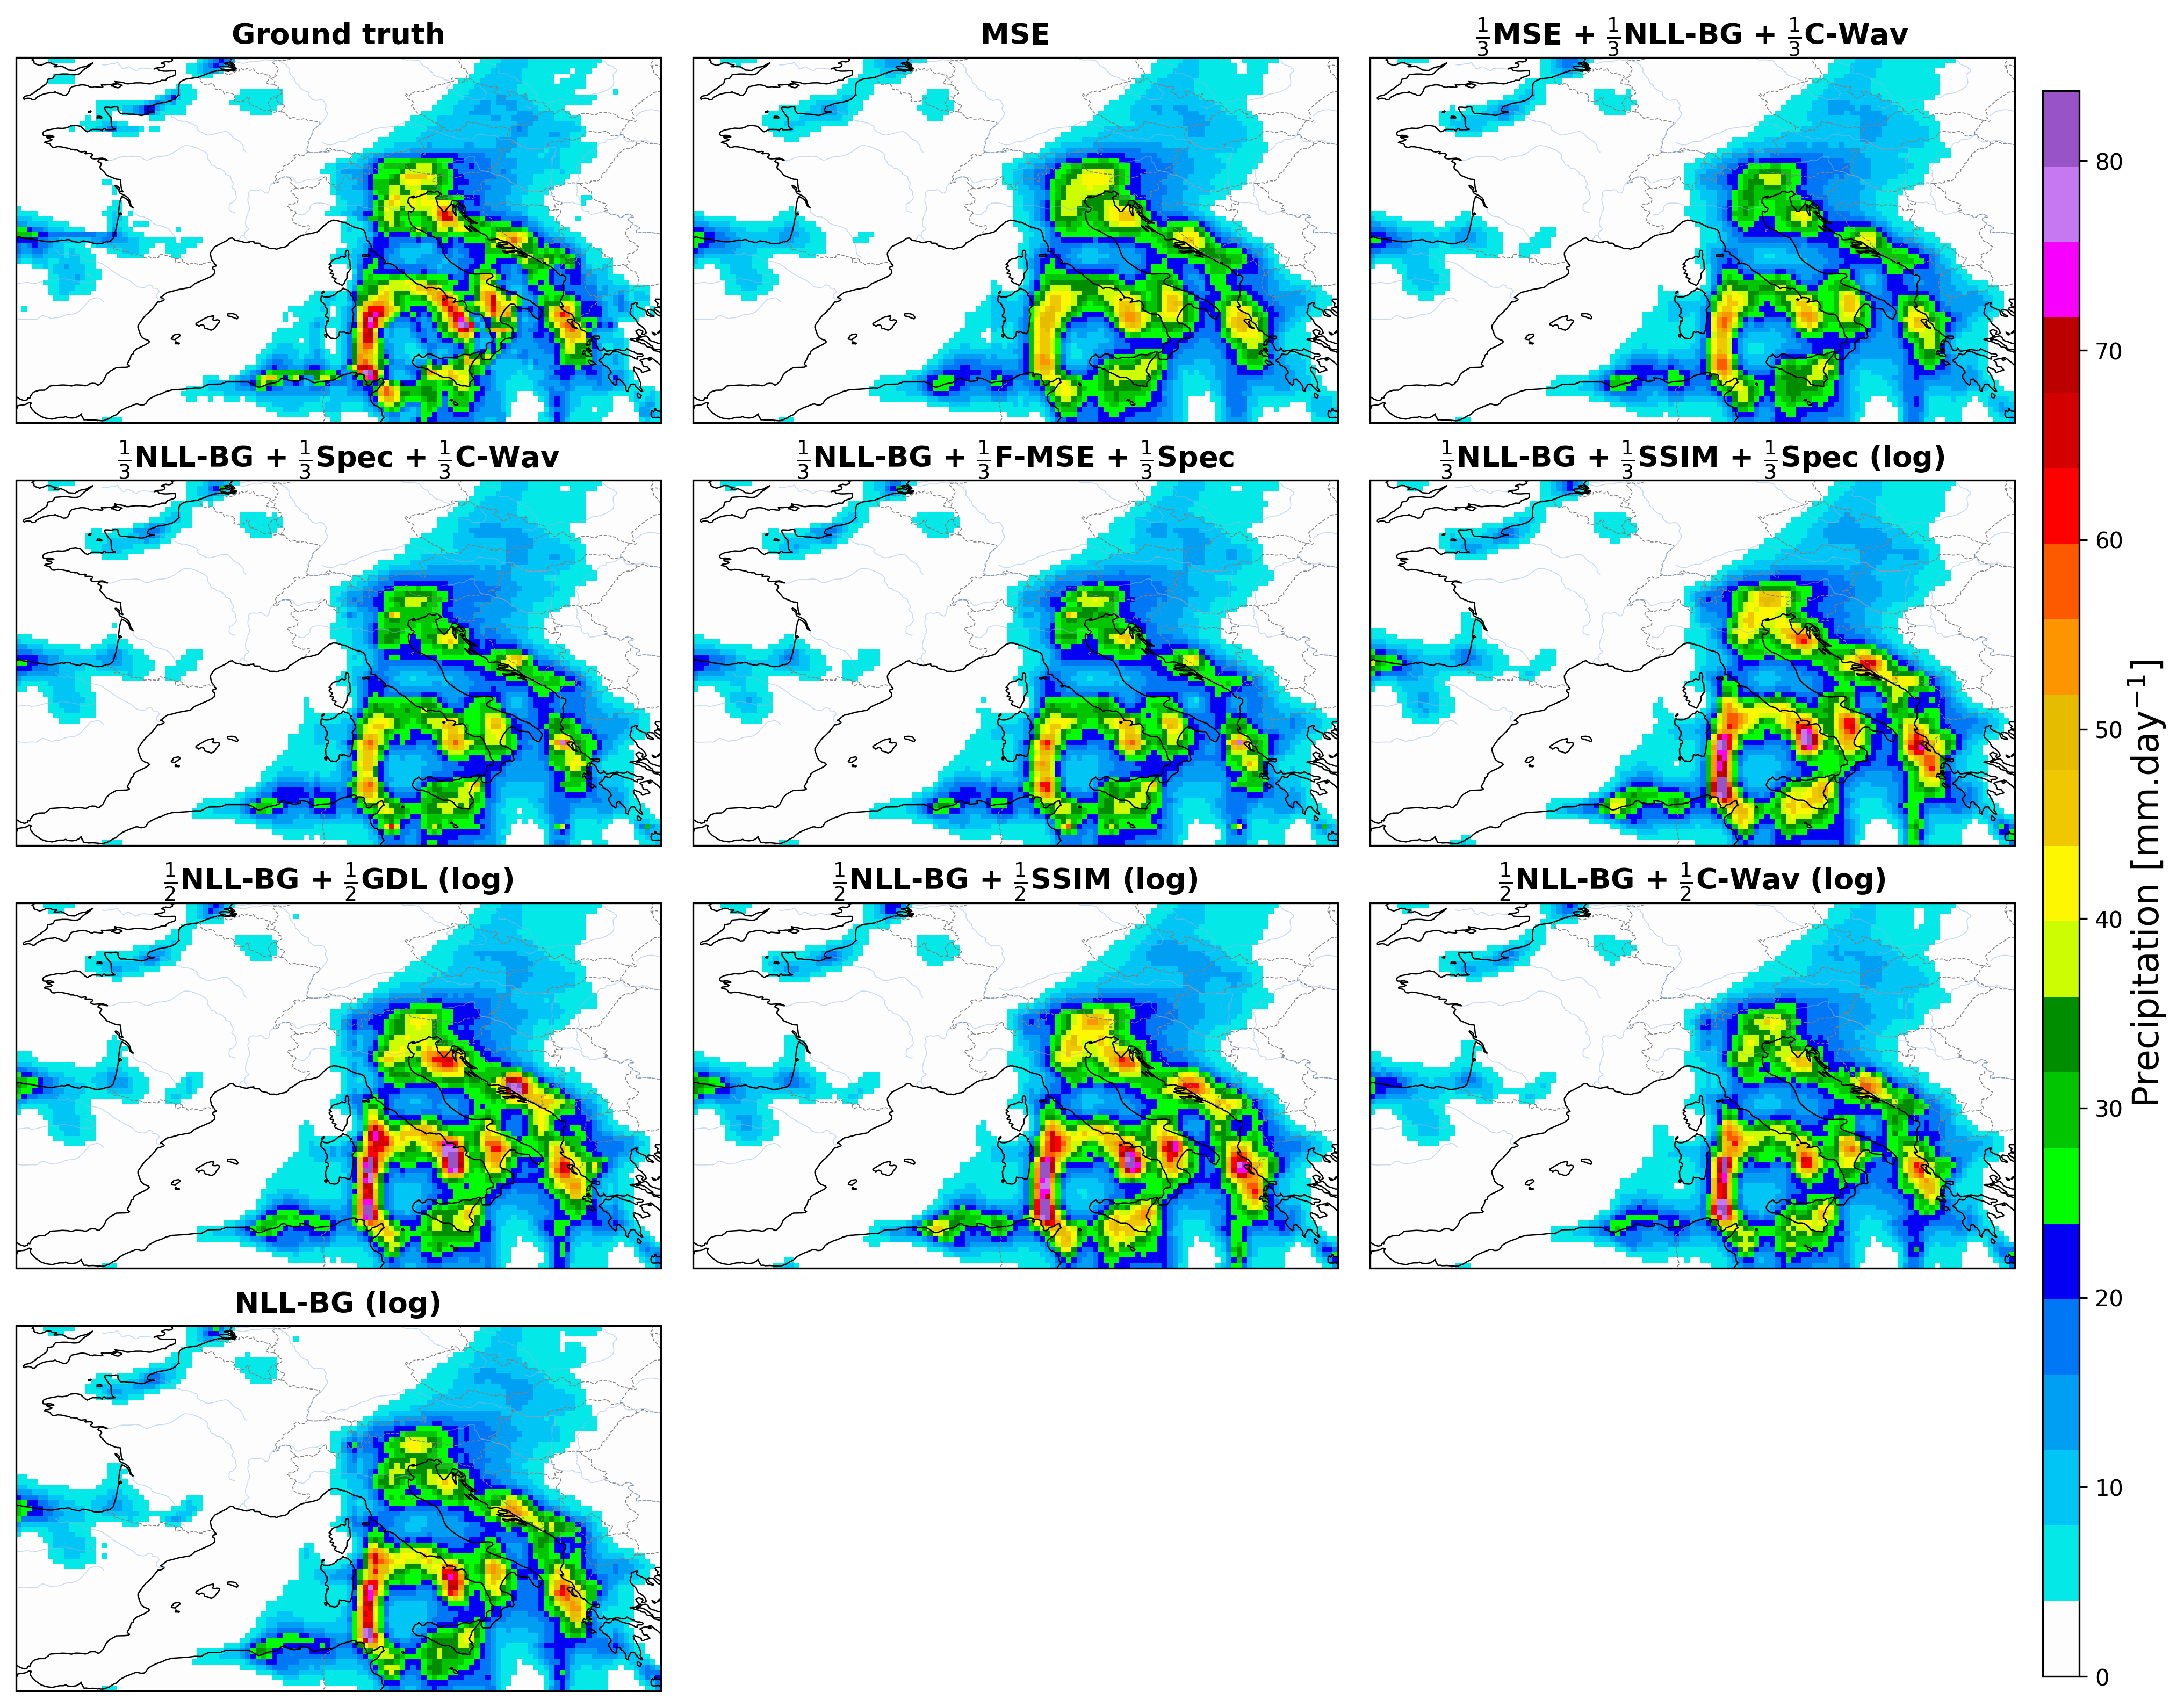 Ground truth
MSE
1/3MSE + 1/3NLL-BG + 1/3C-Wav
1/3NLL-BG + 1/3Spec + 1/3C-Wav
1/3NLL-BG + 1/3F-MSE + 1/3Spec
1/3NLL-BG + 1/3SSIM + 1/3Spec (log)
1/2NLL-BG + 1/2GDL (log)
1/2NLL-BG + 1/2SSIM (log)
1/2NLL-BG + 1/2C-Wav (log)
NLL-BG (log)
80
70
60
50
40
30
20
10
0
Precipitation [mm.day⁻¹]